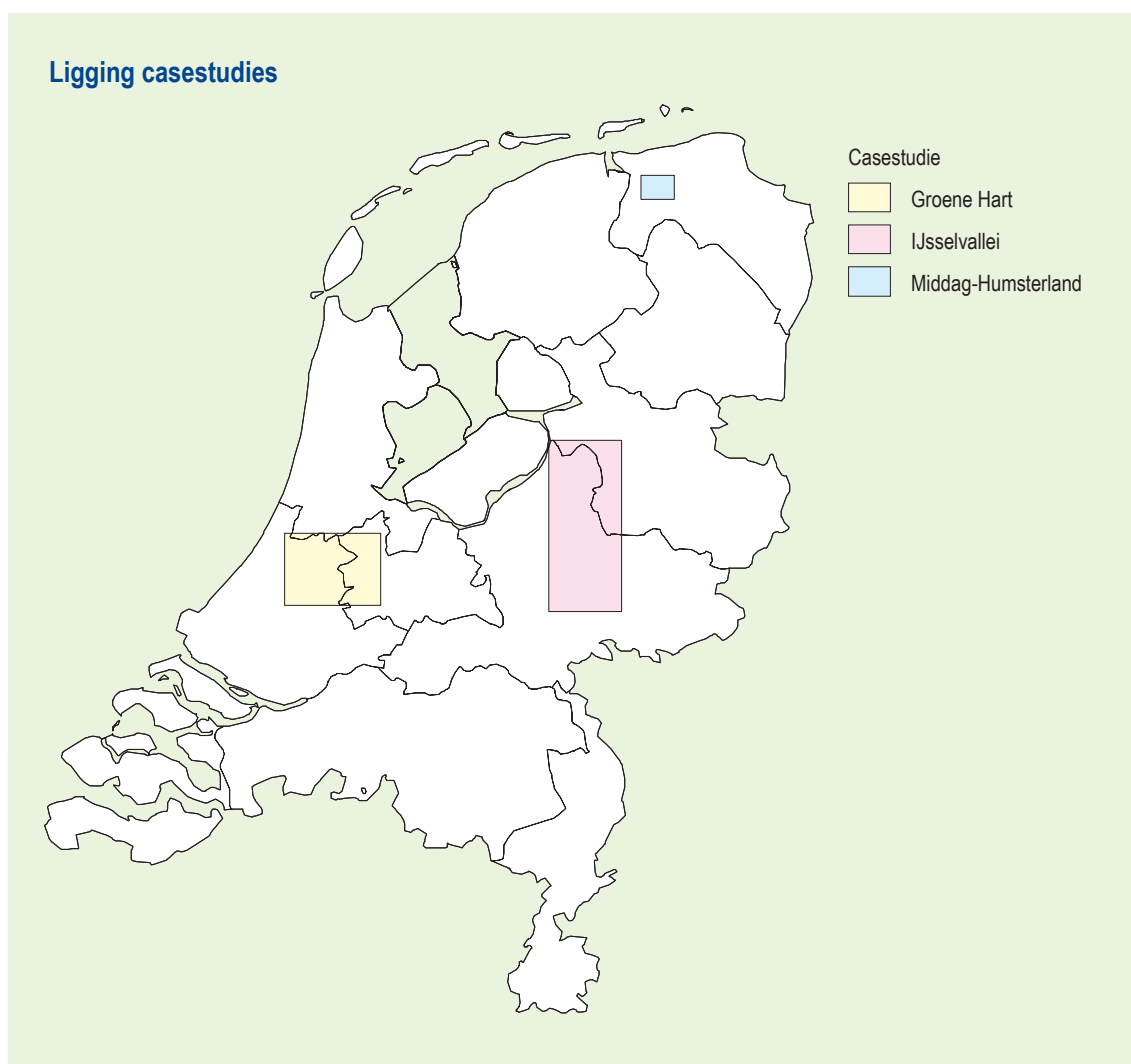 Ligging casestudies
Casestudie
Groene Hart
IJsselvallei
Middag-Humsterland